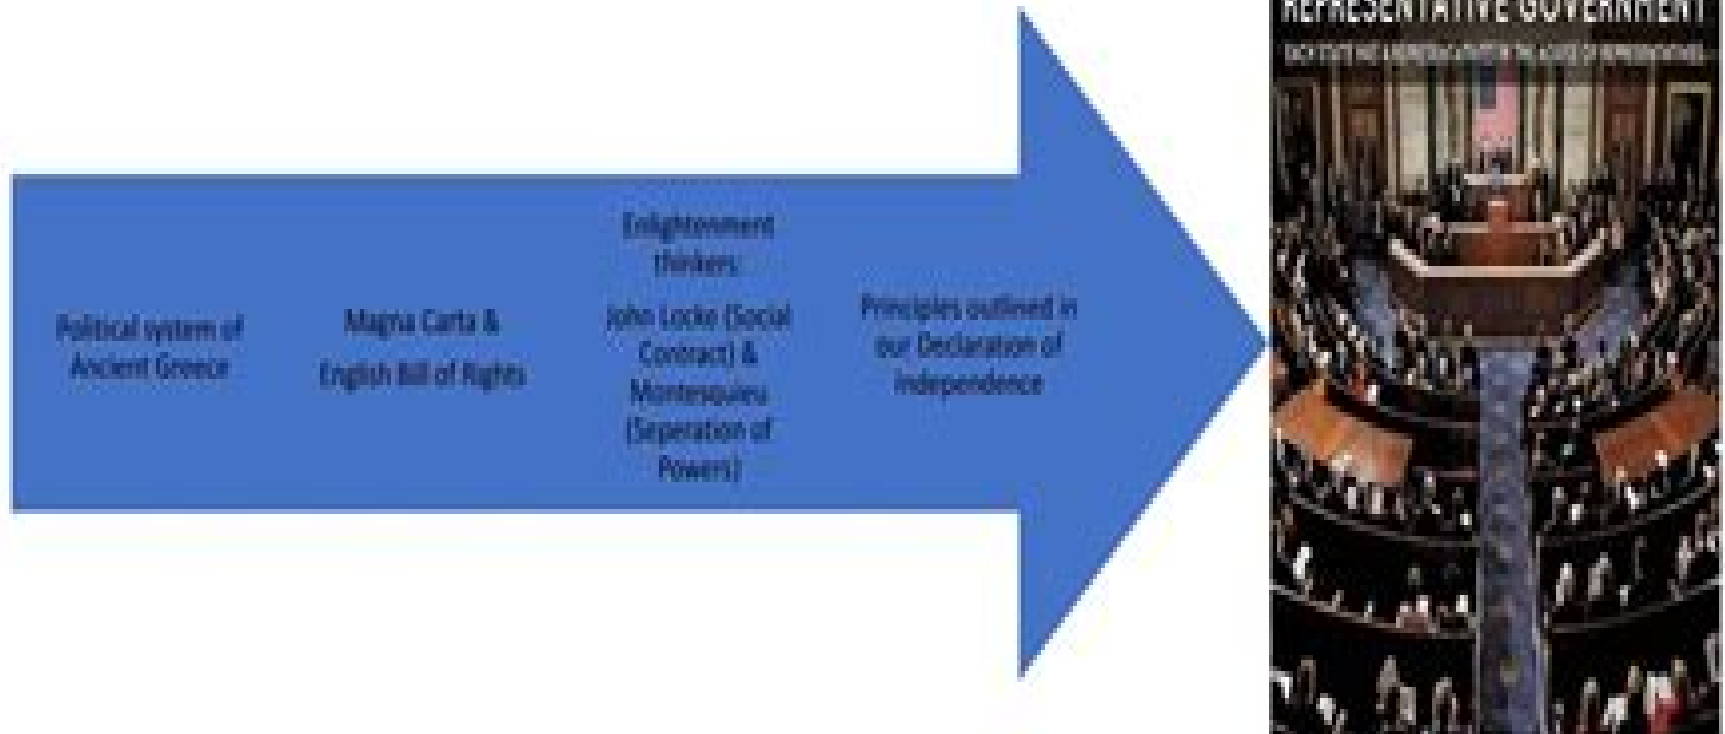 Political system of
Ancient Greece
Magna Carta &
English Bill of Rights
Enlightenment
thinkers
John Locke (Social
Contract) &
Montesquieu
(Seperation of
Powers)
Principles outlined in
our Declaration of
Independence
REPRESENTATIVE GOVERNMENT